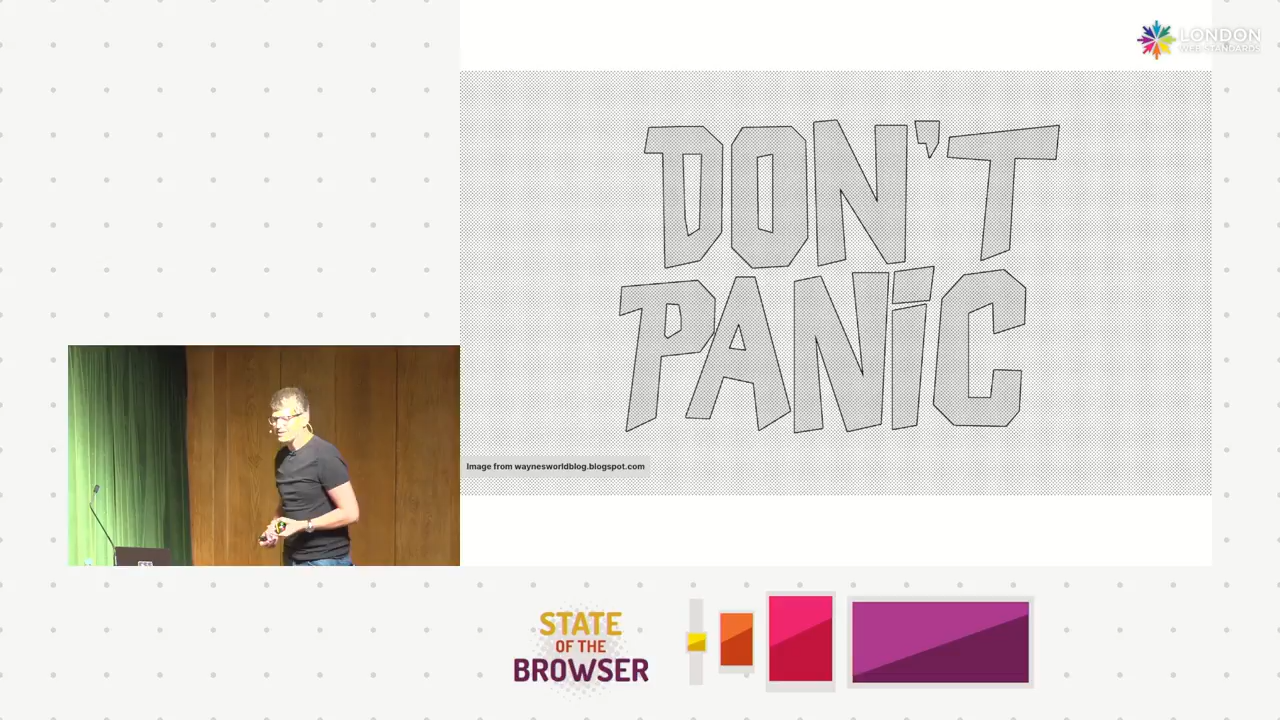 LONDON
WEB STANDARDS
DON'T
PANiC
Image from waynesworldblog.blogspot.com
STATE
OF THE
BROWSER